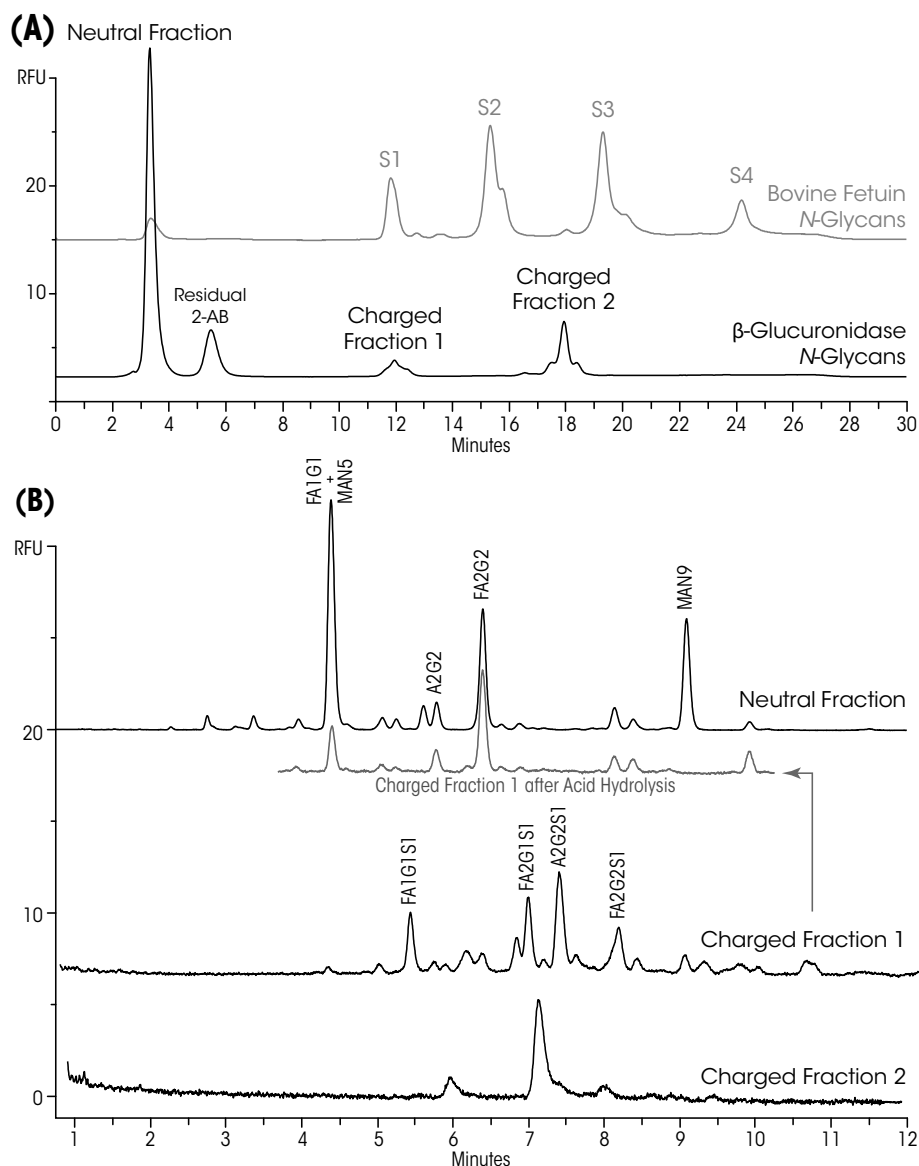 (A)
Neutral Fraction
RFU
20
10
S1
S2
S3
S4
Bovine Fetuin
N-Glycans
Residual
2-AB
Charged
Fraction 1
Charged
Fraction 2
β-Glucuronidase
N-Glycans
0 2 4 6 8 10 12 14 16 18 20 22 24 26 28 30
Minutes
(B)
RFU
20
10
0
FA1G1
+
MAN5
A2G2
FA2G2
MAN9
Neutral Fraction
Charged Fraction 1 after Acid Hydrolysis
FA1G1S1
FA2G1S1
A2G2S1
FA2G2S1
Charged Fraction 1
Charged Fraction 2
1 2 3 4 5 6 7 8 9 10 11 12
Minutes